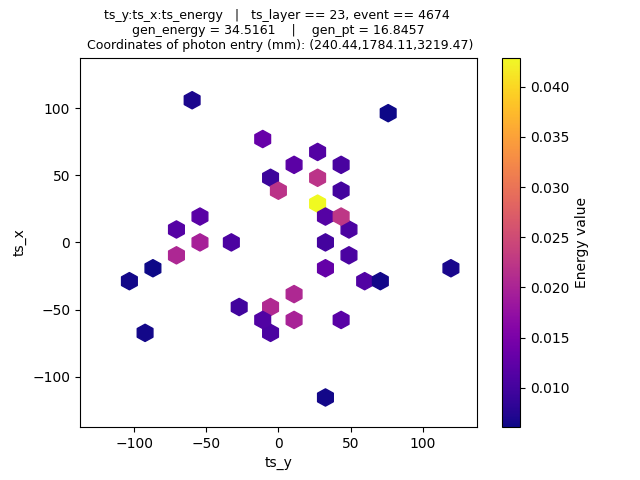 ts_y:ts_x:ts_energy | ts_layer == 23, event == 4674
gen_energy = 34.5161 | gen_pt = 16.8457
Coordinates of photon entry (mm): (240.44,1784.11,3219.47)
100
50
0
−50
−100
ts_x
−100
−50
0
50
100
ts_y
0.040
0.035
0.030
0.025
0.020
0.015
0.010
Energy value